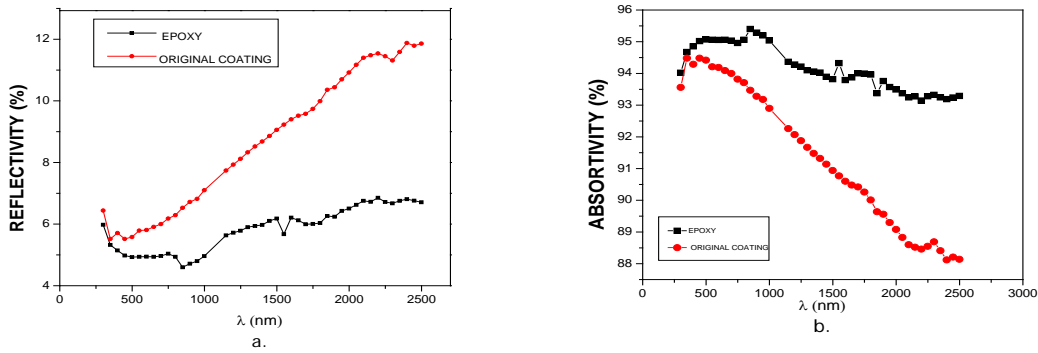 REFLECTIVITY (%)
12
10
8
6
4
EPOXY
ORIGINAL COATING
0 500 1000 1500 2000 2500
λ (nm)
a.
ABSORTIVITY (%)
96
95
94
93
92
91
90
89
88
EPOXY
ORIGINAL COATING
0 500 1000 1500 2000 2500 3000
λ (nm)
b.